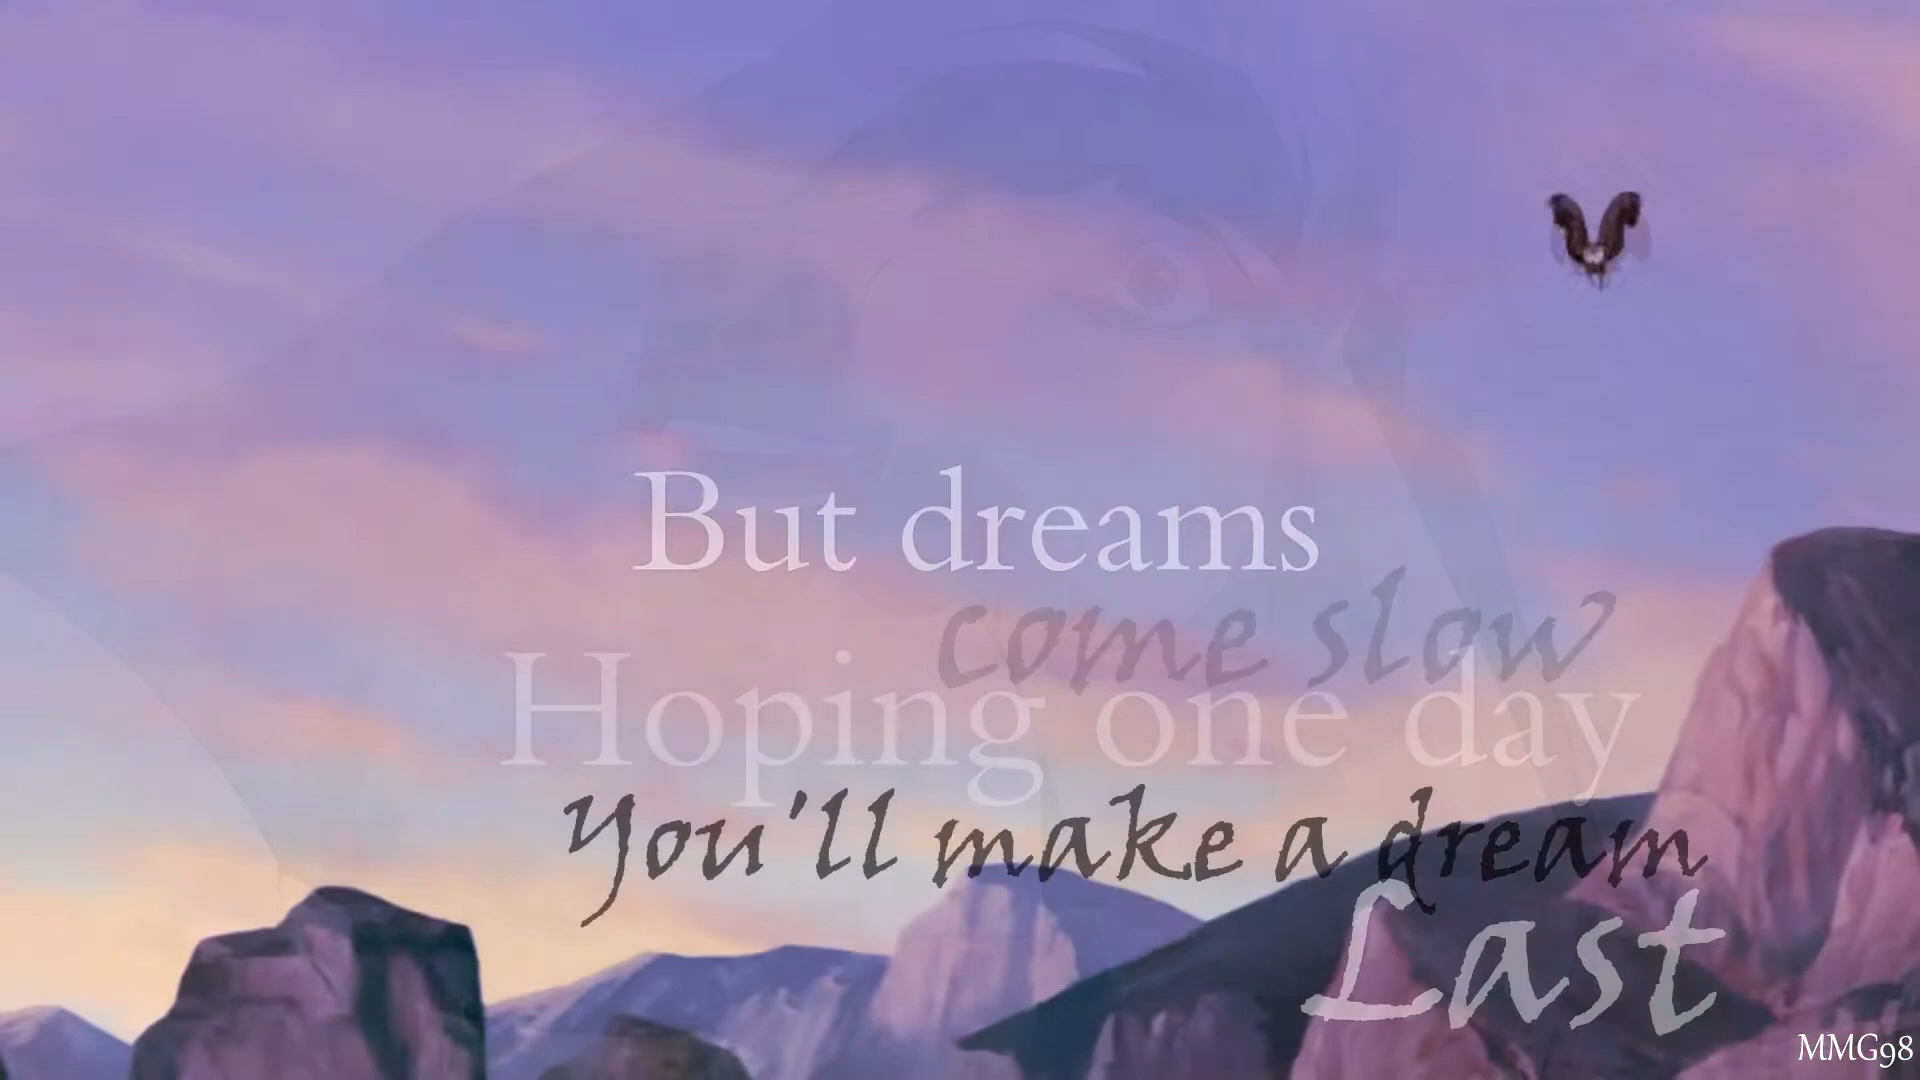 But dreams
come slow
Hoping one day
You'll make a dream
Last
MMG98